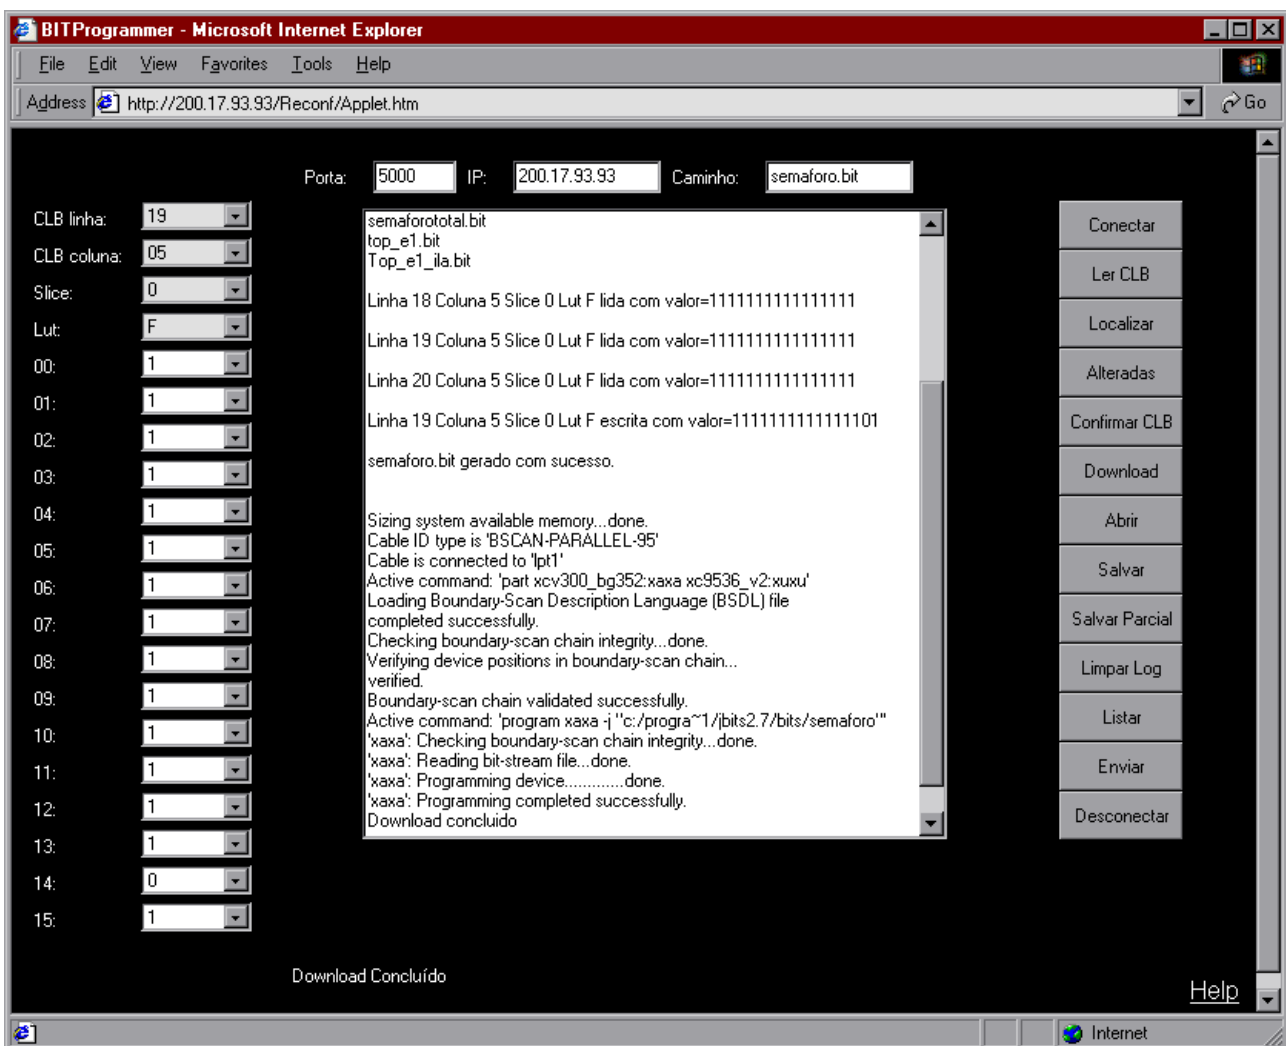 BITProgrammer - Microsoft Internet Explorer
File Edit View Favorites Tools Help
Address http://200.17.93.93/Reconf/Applet.htm Go
Porta: 5000 IP: 200.17.93.93 Caminho: semaforo.bit
CLB linha: 19
CLB coluna: 05
Slice: 0
Lut: F
00: 1
01: 1
02: 1
03: 1
04: 1
05: 1
06: 1
07: 1
08: 1
09: 1
10: 1
11: 1
12: 1
13: 1
14: 0
15: 1
semaforototal.bit
top_e1.bit
Top_e1_ila.bit
Linha 18 Coluna 5 Slice 0 Lut F lida com valor=1111111111111111
Linha 19 Coluna 5 Slice 0 Lut F lida com valor=1111111111111111
Linha 20 Coluna 5 Slice 0 Lut F lida com valor=1111111111111111
Linha 19 Coluna 5 Slice 0 Lut F escrita com valor=1111111111111101
semaforo.bit gerado com sucesso.
Sizing system available memory...done.
Cable ID type is 'BSCAN-PARALLEL-95'
Cable is connected to 'lpt1'
Active command: 'part xcv300_bg352:xaxa xc9536_v2:xuxu'
Loading Boundary-Scan Description Language (BSDL) file
completed successfully.
Checking boundary-scan chain integrity...done.
Verifying device positions in boundary-scan chain...
verified.
Boundary-scan chain validated successfully.
Active command: 'program xaxa -j "c:/progra~1/jbits2.7/bits/semaforo'"
'xaxa': Checking boundary-scan chain integrity...done.
'xaxa': Reading bit-stream file...done.
'xaxa': Programming device.............done.
'xaxa': Programming completed successfully.
Download concluido
Conectar
Ler CLB
Localizar
Alteradas
Confirmar CLB
Download
Abrir
Salvar
Salvar Parcial
Limpar Log
Listar
Enviar
Desconectar
Download Concluído
Help
Internet